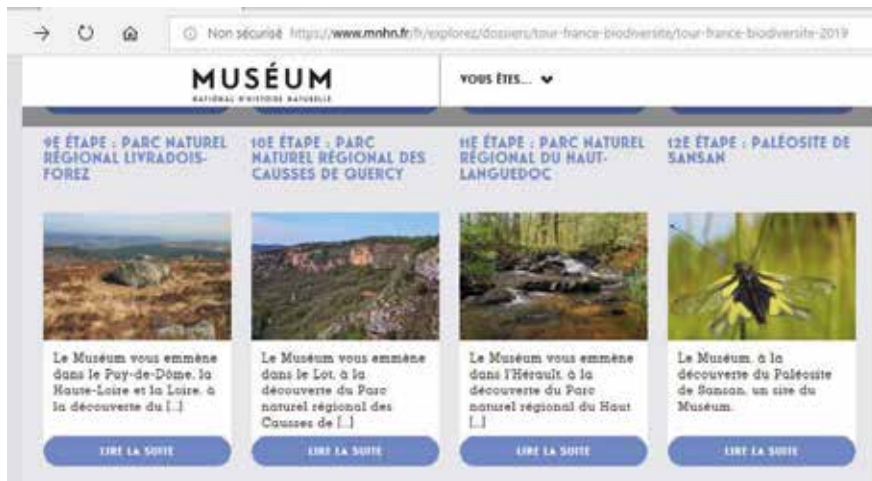 Non sécurisé https://www.mnhn.fr/fr/explorez/dossiers/tour-france-biodiversite/tour-france-biodiversite-2019
MUSÉUM
NATIONAL D'HISTOIRE NATURELLE
VOUS ÊTES...
9E ÉTAPE : PARC NATUREL
RÉGIONAL LIVRADOIS-
FOREZ
10E ÉTAPE : PARC
NATUREL RÉGIONAL DES
CAUSSES DE QUERCY
11E ÉTAPE : PARC NATUREL
RÉGIONAL DU HAUT-
LANGUEDOC
12E ÉTAPE : PALÉOSITE DE
SANSAN
Le Muséum vous emmène
dans le Puy-de-Dôme, la
Haute-Loire et la Loire, à
la découverte du [...]
LIRE LA SUITE
Le Muséum vous emmène
dans le Lot, à la
découverte du Parc
naturel régional des
Causses de [...]
LIRE LA SUITE
Le Muséum vous emmène
dans l'Hérault, à la
découverte du Parc
naturel régional du Haut
[...]
LIRE LA SUITE
Le Muséum, à la
découverte du Paléosite
de Sansan, un site du
Muséum.
LIRE LA SUITE